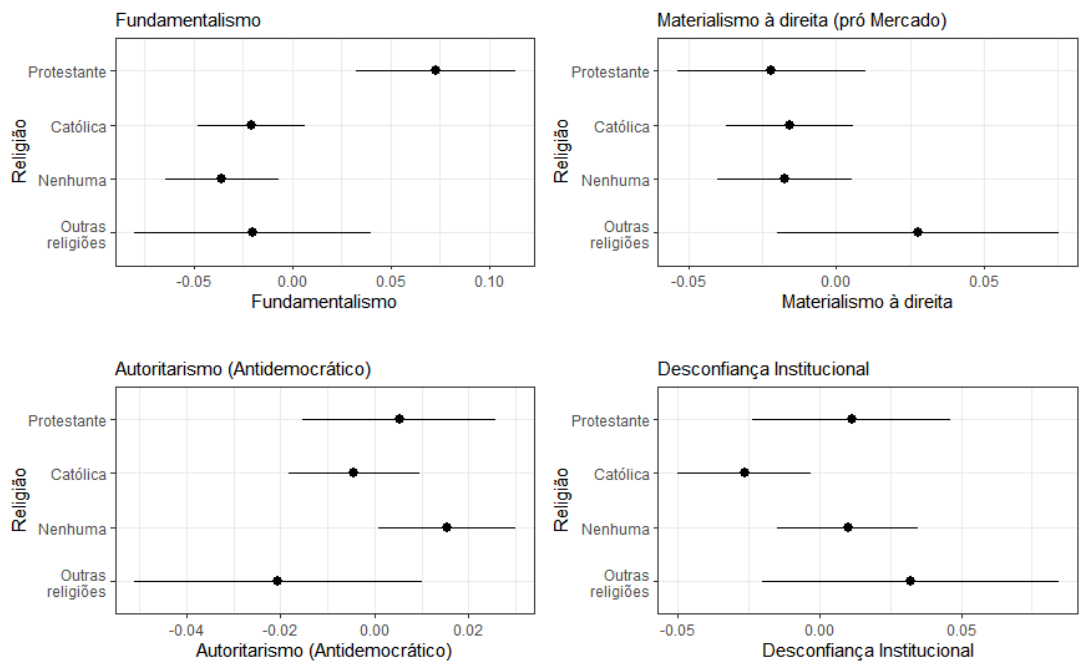 Fundamentalismo
Religião
Protestante
Católica
Nenhuma
Outras
religiões
-0.05 0.00 0.05 0.10
Fundamentalismo
Materialismo à direita (pró Mercado)
Religião
Protestante
Católica
Nenhuma
Outras
religiões
-0.05 0.00 0.05
Materialismo à direita
Autoritarismo (Antidemocrático)
Religião
Protestante
Católica
Nenhuma
Outras
religiões
-0.04 -0.02 0.00 0.02
Autoritarismo (Antidemocrático)
Desconfiança Institucional
Religião
Protestante
Católica
Nenhuma
Outras
religiões
-0.05 0.00 0.05
Desconfiança Institucional